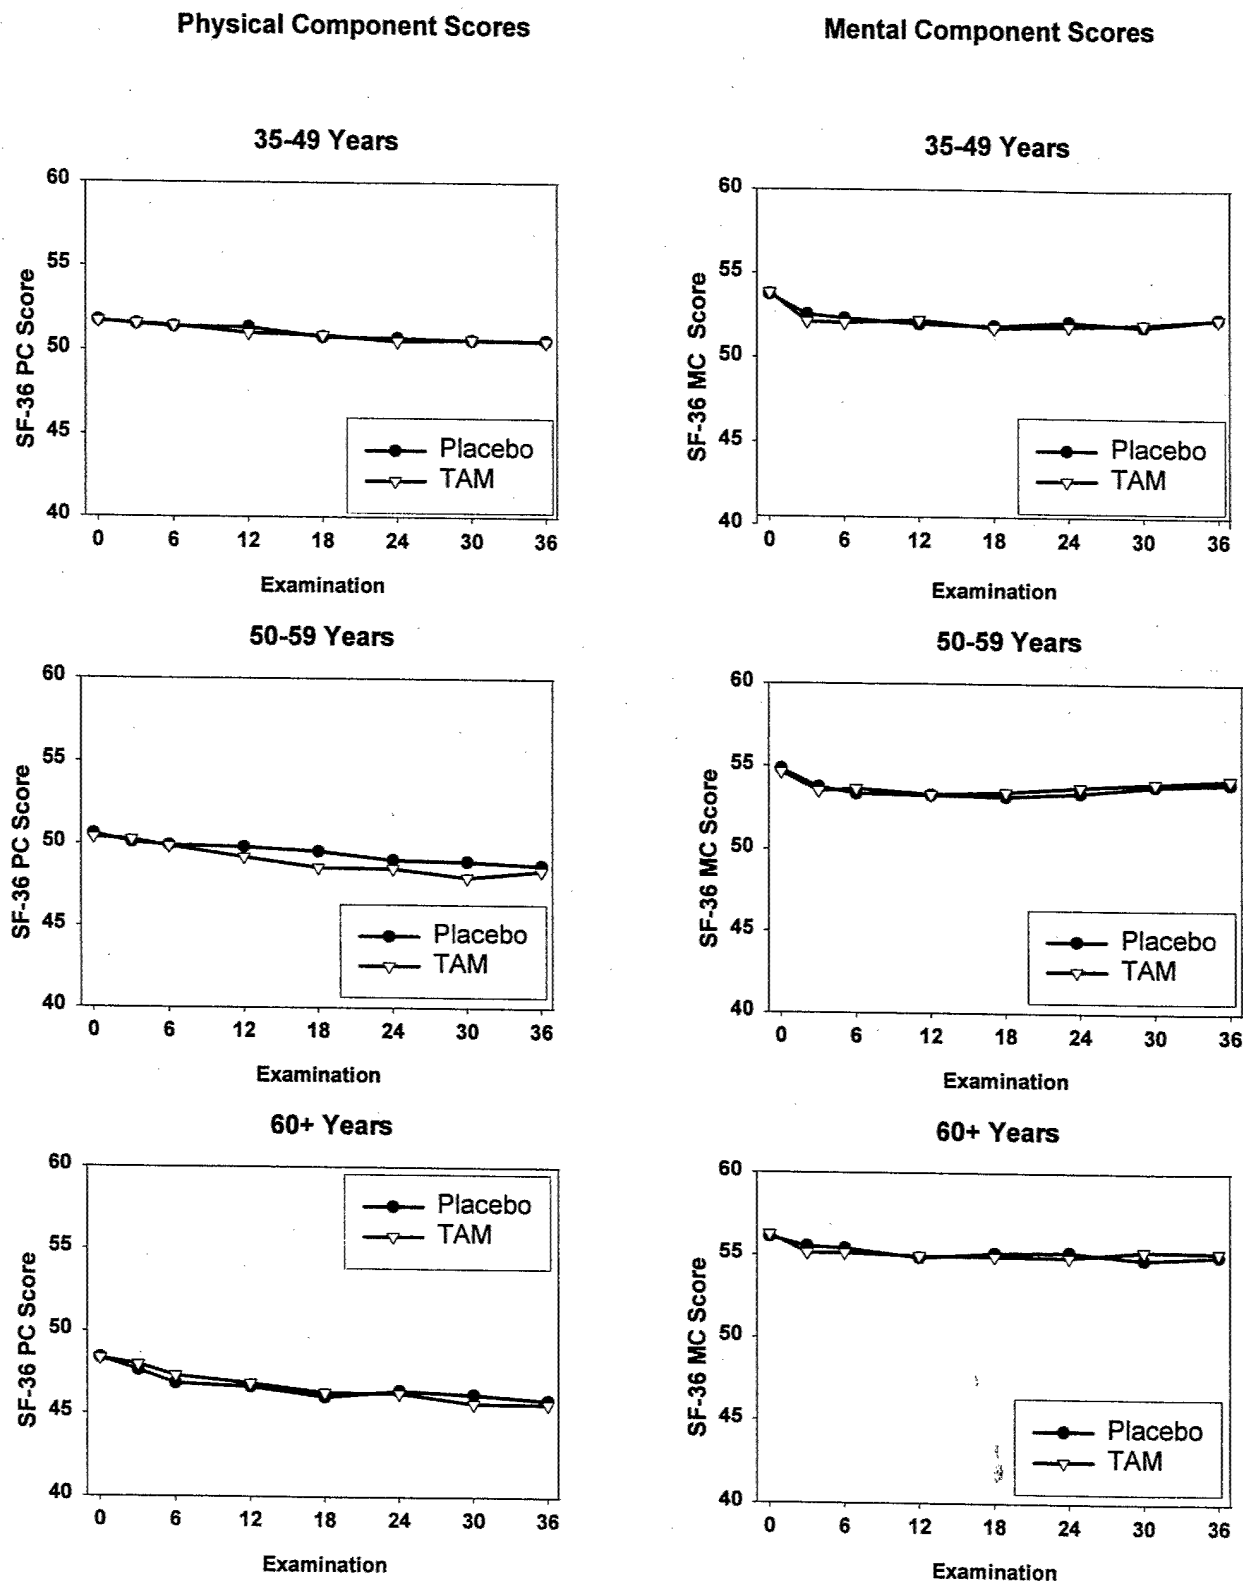 Physical Component Scores
Mental Component Scores
35-49 Years
60
55
50
45
40
SF-36 PC Score
Placebo
TAM
0 6 12 18 24 30 36
Examination
35-49 Years
60
55
50
45
40
SF-36 MC Score
Placebo
TAM
0 6 12 18 24 30 36
Examination
50-59 Years
60
55
50
45
40
SF-36 PC Score
Placebo
TAM
0 6 12 18 24 30 36
Examination
50-59 Years
60
55
50
45
40
SF-36 MC Score
Placebo
TAM
0 6 12 18 24 30 36
Examination
60+ Years
60
55
50
45
40
SF-36 PC Score
Placebo
TAM
0 6 12 18 24 30 36
Examination
60+ Years
60
55
50
45
40
SF-36 MC Score
Placebo
TAM
0 6 12 18 24 30 36
Examination